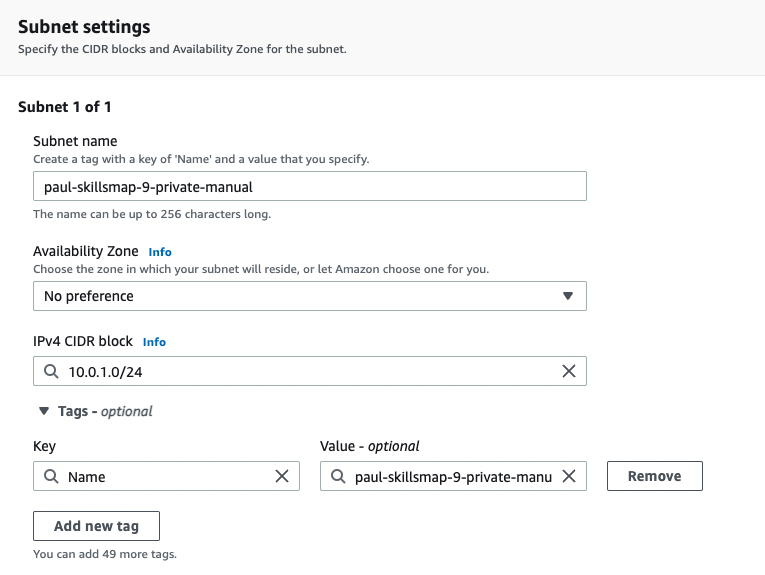 Subnet settings
Specify the CIDR blocks and Availability Zone for the subnet.
Subnet 1 of 1
Subnet name
Create a tag with a key of 'Name' and a value that you specify.
paul-skillsmap-9-private-manual
The name can be up to 256 characters long.
Availability Zone Info
Choose the zone in which your subnet will reside, or let Amazon choose one for you.
No preference
IPv4 CIDR block Info
10.0.1.0/24
Tags - optional
Key Value - optional
Name paul-skillsmap-9-private-manu Remove
Add new tag
You can add 49 more tags.